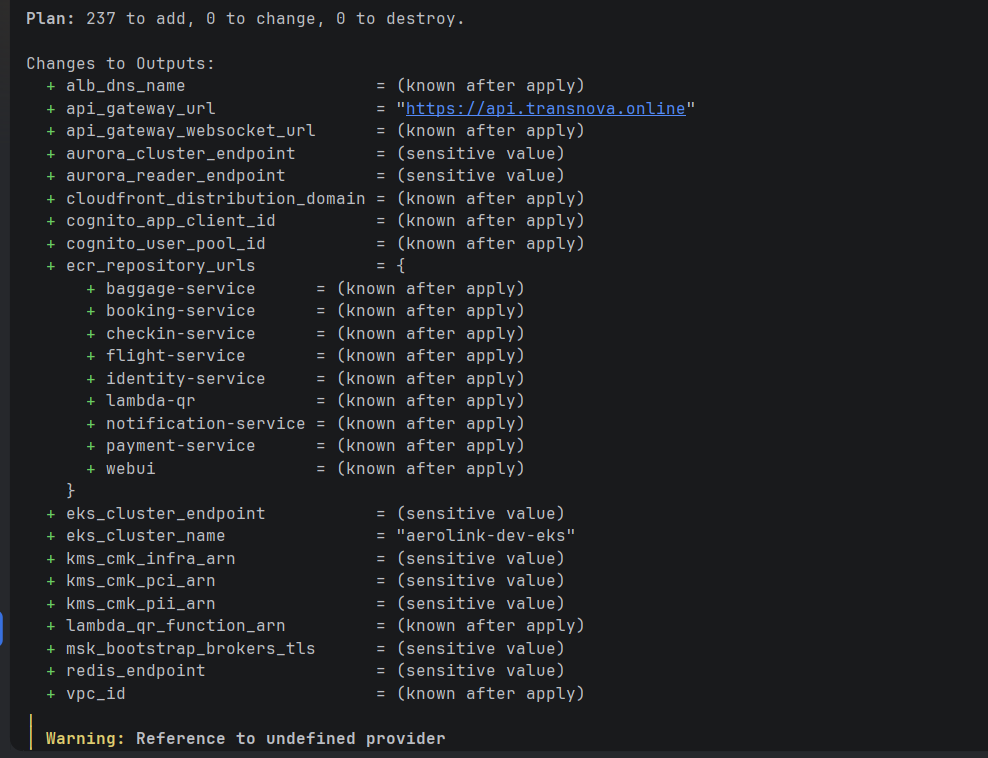 Plan: 237 to add, 0 to change, 0 to destroy.
Changes to Outputs:
+ alb_dns_name = (known after apply)
+ api_gateway_url = "https://api.transnova.online"
+ api_gateway_websocket_url = (known after apply)
+ aurora_cluster_endpoint = (sensitive value)
+ aurora_reader_endpoint = (sensitive value)
+ cloudfront_distribution_domain = (known after apply)
+ cognito_app_client_id = (known after apply)
+ cognito_user_pool_id = (known after apply)
+ ecr_repository_urls = {
+ baggage-service = (known after apply)
+ booking-service = (known after apply)
+ checkin-service = (known after apply)
+ flight-service = (known after apply)
+ identity-service = (known after apply)
+ lambda-qr = (known after apply)
+ notification-service = (known after apply)
+ payment-service = (known after apply)
+ webui = (known after apply)
}
+ eks_cluster_endpoint = (sensitive value)
+ eks_cluster_name = "aerolink-dev-eks"
+ kms_cmk_infra_arn = (sensitive value)
+ kms_cmk_pci_arn = (sensitive value)
+ kms_cmk_pii_arn = (sensitive value)
+ lambda_qr_function_arn = (known after apply)
+ msk_bootstrap_brokers_tls = (sensitive value)
+ redis_endpoint = (sensitive value)
+ vpc_id = (known after apply)
Warning: Reference to undefined provider